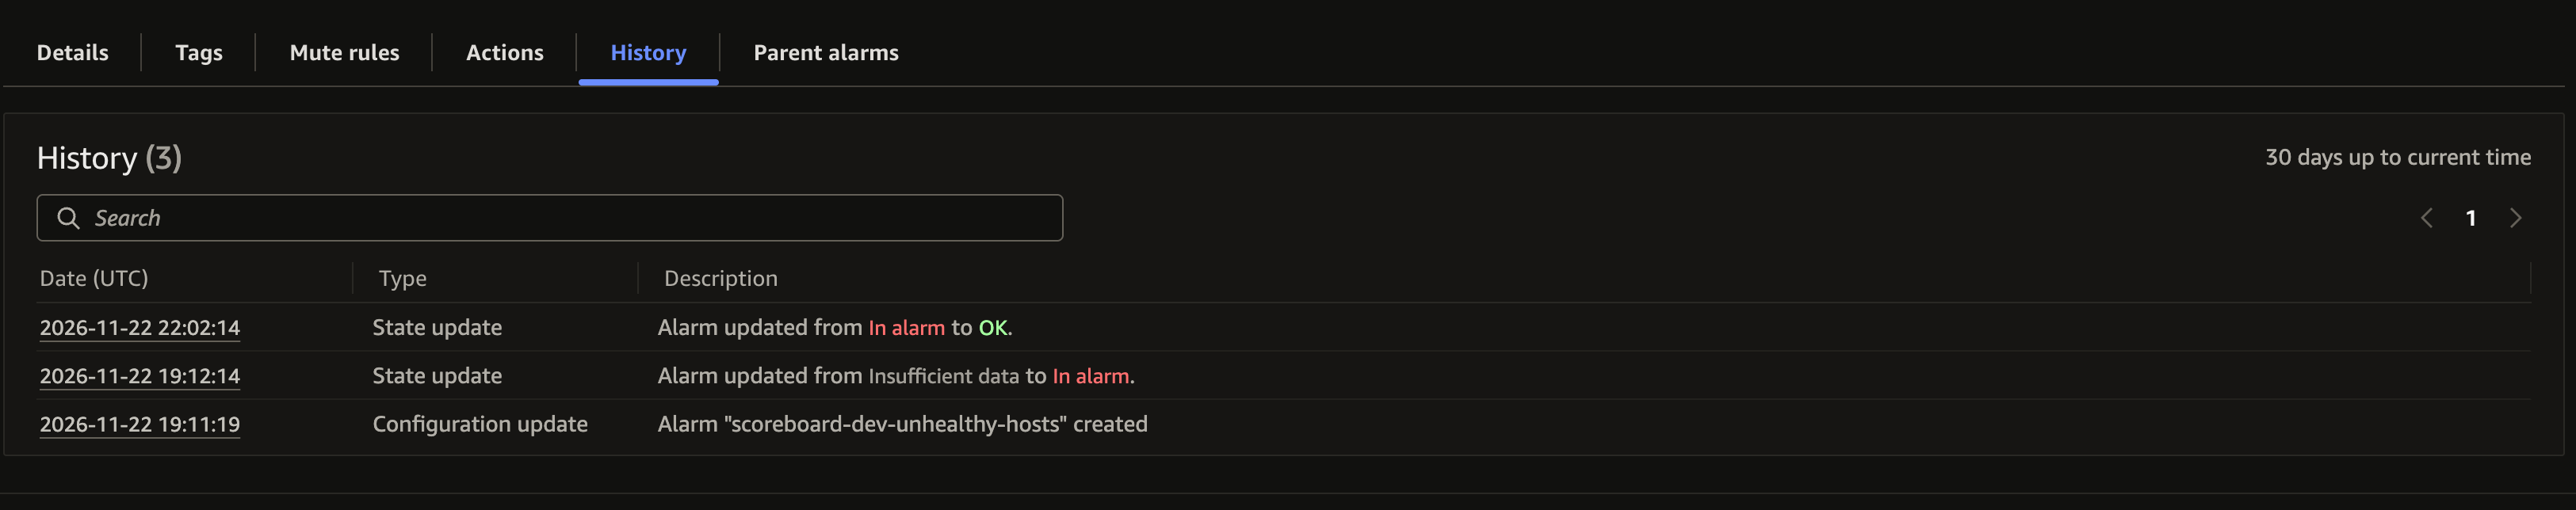 Details Tags Mute rules Actions History Parent alarms
History (3) 30 days up to current time
Search 1
Date (UTC) Type Description
2026-11-22 22:02:14 State update Alarm updated from In alarm to OK.
2026-11-22 19:12:14 State update Alarm updated from Insufficient data to In alarm.
2026-11-22 19:11:19 Configuration update Alarm "scoreboard-dev-unhealthy-hosts" created